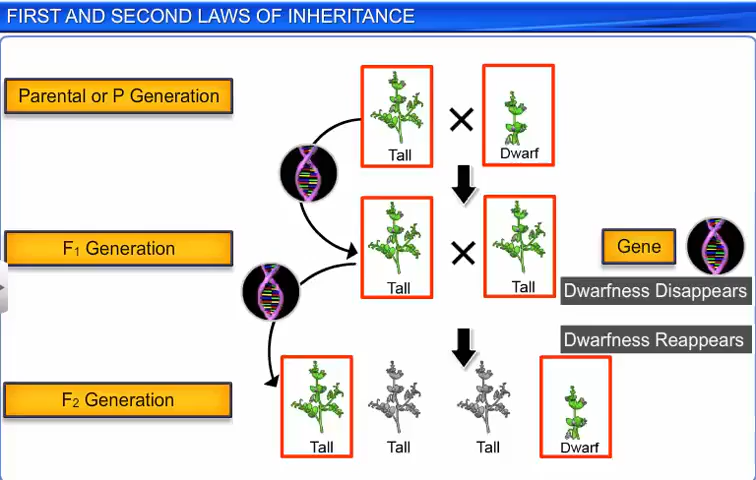 FIRST AND SECOND LAWS OF INHERITANCE
Parental or P Generation
Tall
Dwarf
F1 Generation
Tall
Tall
Gene
Dwarfness Disappears
Dwarfness Reappears
F2 Generation
Tall
Tall
Tall
Dwarf